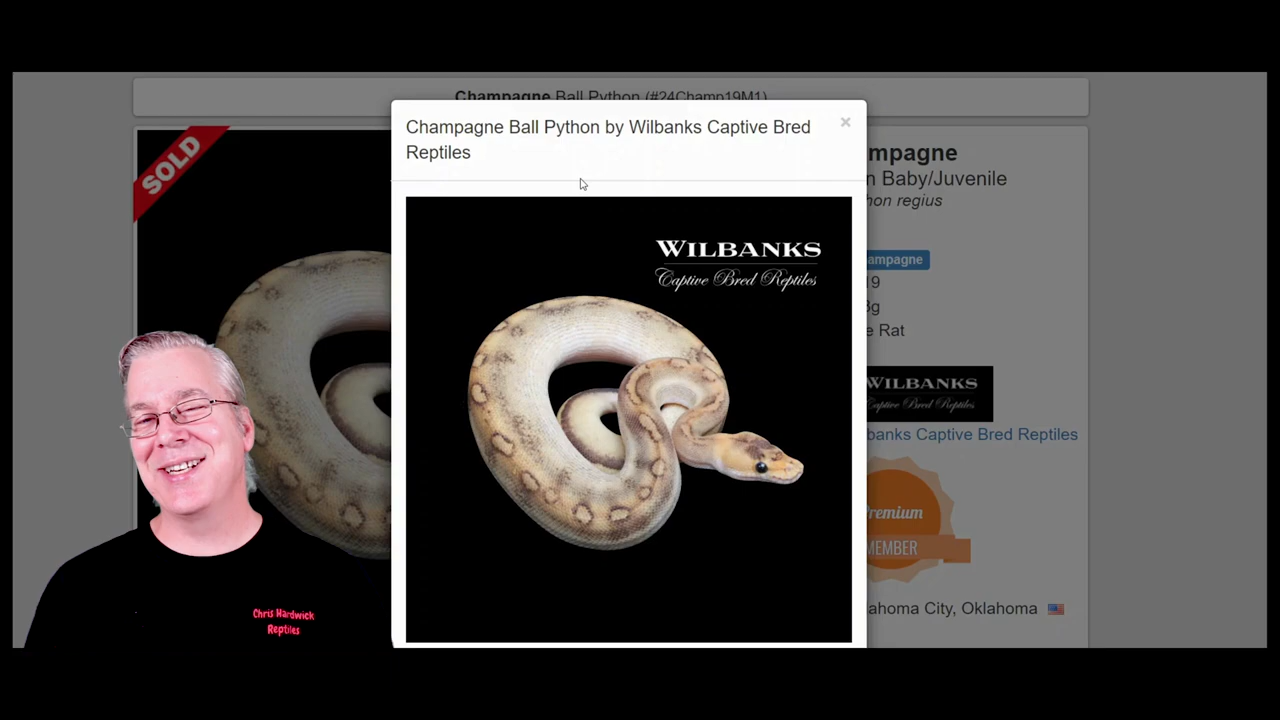 Champagne Ball Python (#24Champ19M1)
SOLD
Champagne Ball Python by Wilbanks Captive Bred
Reptiles
×
WILBANKS
Captive Bred Reptiles
mpagne
n Baby/Juvenile
hon regius
ampagne
19
g
e Rat
WILBANKS
Captive Bred Reptiles
banks Captive Bred Reptiles
Premium
MEMBER
ahoma City, Oklahoma
Chris Hardwick
Reptiles